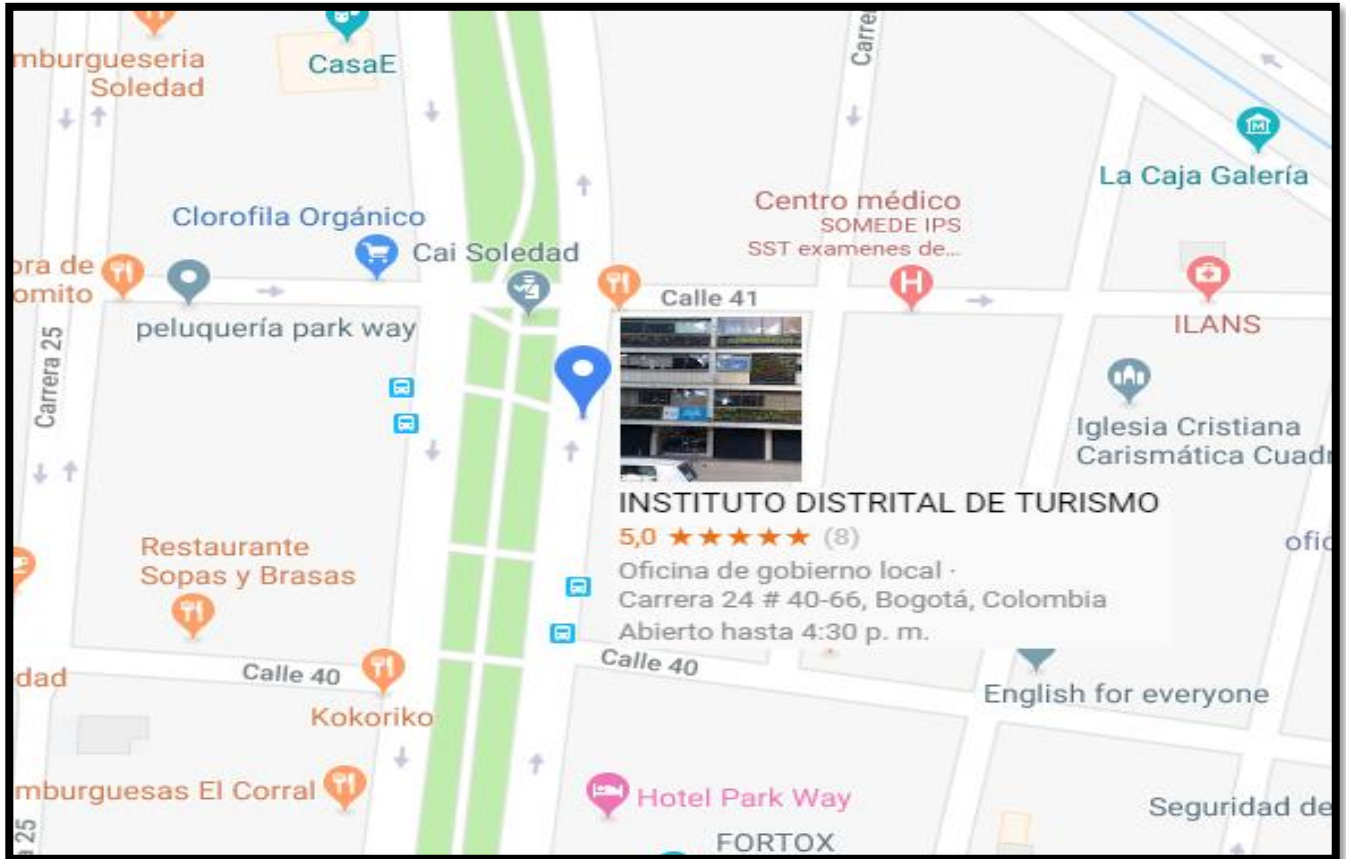 mburgueseria
Soledad
CasaE
Carre
La Caja Galería
Clorofila Orgánico
Centro médico
SOMEDE IPS
SST examenes de...
Cai Soledad
ora de
omito
Calle 41
peluquería park way
ILANS
Carrera 25
Iglesia Cristiana
Carismática Cuadr
INSTITUTO DISTRITAL DE TURISMO
5,0 ★★★★★ (8)
Oficina de gobierno local ·
Carrera 24 # 40-66, Bogotá, Colombia
Abierto hasta 4:30 p. m.
ofic
Restaurante
Sopas y Brasas
Calle 40
Calle 40
dad
Kokoriko
English for everyone
mburguesas El Corral
Hotel Park Way
Seguridad de
FORTOX
25